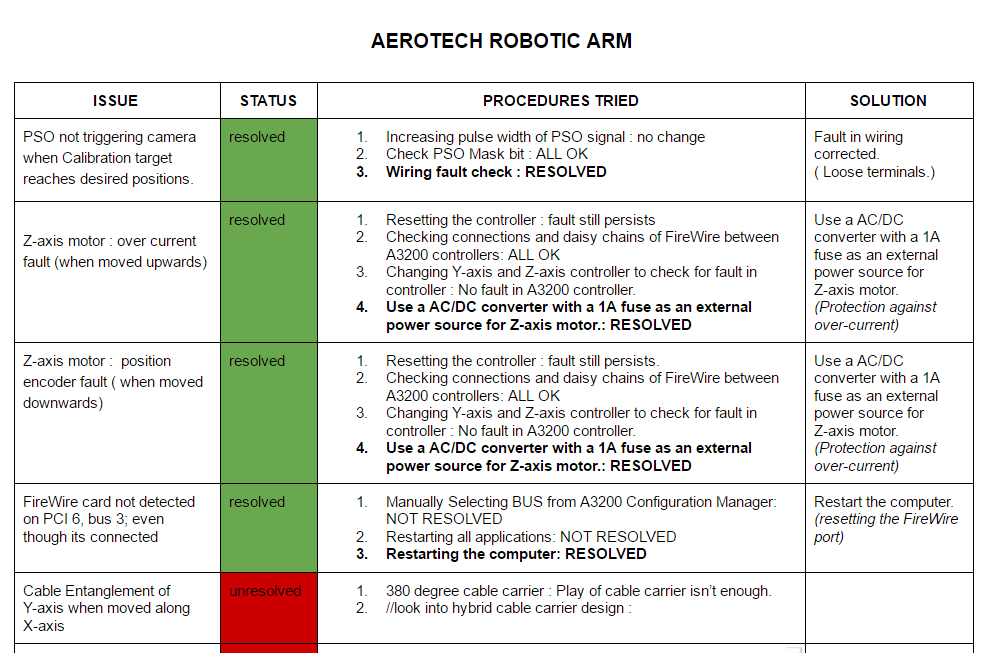 AEROTECH ROBOTIC ARM
ISSUE
STATUS
PROCEDURES TRIED
SOLUTION
PSO not triggering camera
when Calibration target
reaches desired positions.
resolved
1. Increasing pulse width of PSO signal : no change
2. Check PSO Mask bit : ALL OK
3. Wiring fault check : RESOLVED
Fault in wiring
corrected.
( Loose terminals.)
Z-axis motor : over current
fault (when moved upwards)
resolved
1. Resetting the controller : fault still persists
2. Checking connections and daisy chains of FireWire between
A3200 controllers: ALL OK
3. Changing Y-axis and Z-axis controller to check for fault in
controller : No fault in A3200 controller.
4. Use a AC/DC converter with a 1A fuse as an external
power source for Z-axis motor.: RESOLVED
Use a AC/DC
converter with a 1A
fuse as an external
power source for
Z-axis motor.
(Protection against
over-current)
Z-axis motor : position
encoder fault ( when moved
downwards)
resolved
1. Resetting the controller : fault still persists.
2. Checking connections and daisy chains of FireWire between
A3200 controllers: ALL OK
3. Changing Y-axis and Z-axis controller to check for fault in
controller : No fault in A3200 controller.
4. Use a AC/DC converter with a 1A fuse as an external
power source for Z-axis motor.: RESOLVED
Use a AC/DC
converter with a 1A
fuse as an external
power source for
Z-axis motor.
(Protection against
over-current)
FireWire card not detected
on PCI 6, bus 3; even
though its connected
resolved
1. Manually Selecting BUS from A3200 Configuration Manager:
NOT RESOLVED
2. Restarting all applications: NOT RESOLVED
3. Restarting the computer: RESOLVED
Restart the computer.
(resetting the FireWire
port)
Cable Entanglement of
Y-axis when moved along
X-axis
unresolved
1. 380 degree cable carrier : Play of cable carrier isn’t enough.
2. //look into hybrid cable carrier design :